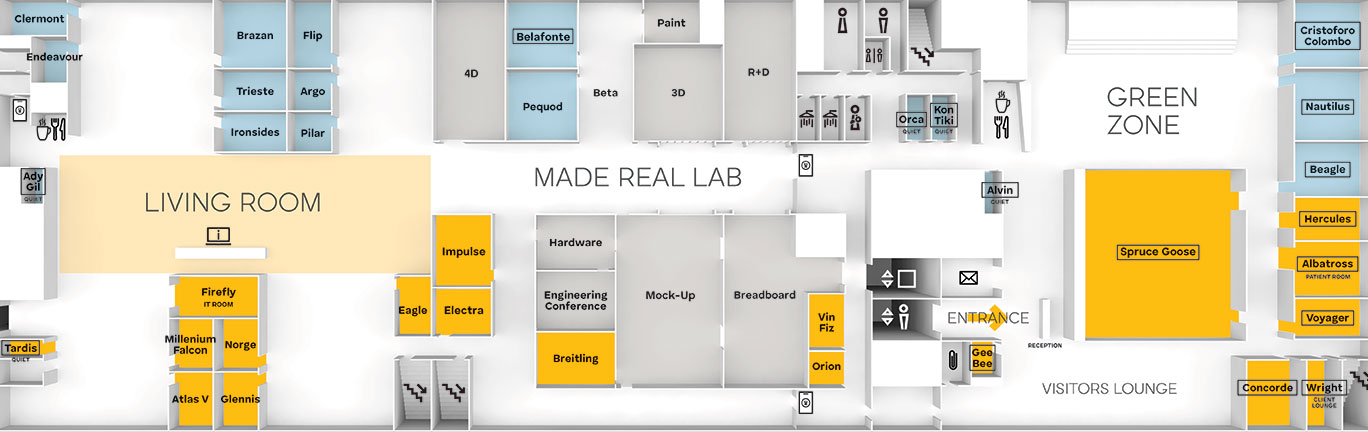 Clermont
Endeavour
Brazan
Flip
Trieste
Argo
Ironsides
Pilar
4D
Belafonte
Pequod
Beta
Paint
3D
R+D
Orca
QUIET
Kon
Tiki
QUIET
GREEN
ZONE
Cristoforo
Colombo
Nautilus
Beagle
Ady
Gil
QUIET
LIVING ROOM
i
MADE REAL LAB
Alvin
QUIET
Hercules
Albatross
PATIENT ROOM
Voyager
Spruce Goose
Impulse
Eagle
Electra
Hardware
Engineering
Conference
Breitling
Mock-Up
Breadboard
Vin
Fiz
Orion
ENTRANCE
RECEPTION
Gee
Bee
VISITORS LOUNGE
Concorde
Wright
CLIENT
LOUNGE
Firefly
IT ROOM
Millenium
Falcon
Norge
Atlas V
Glennis
Tardis
QUIET